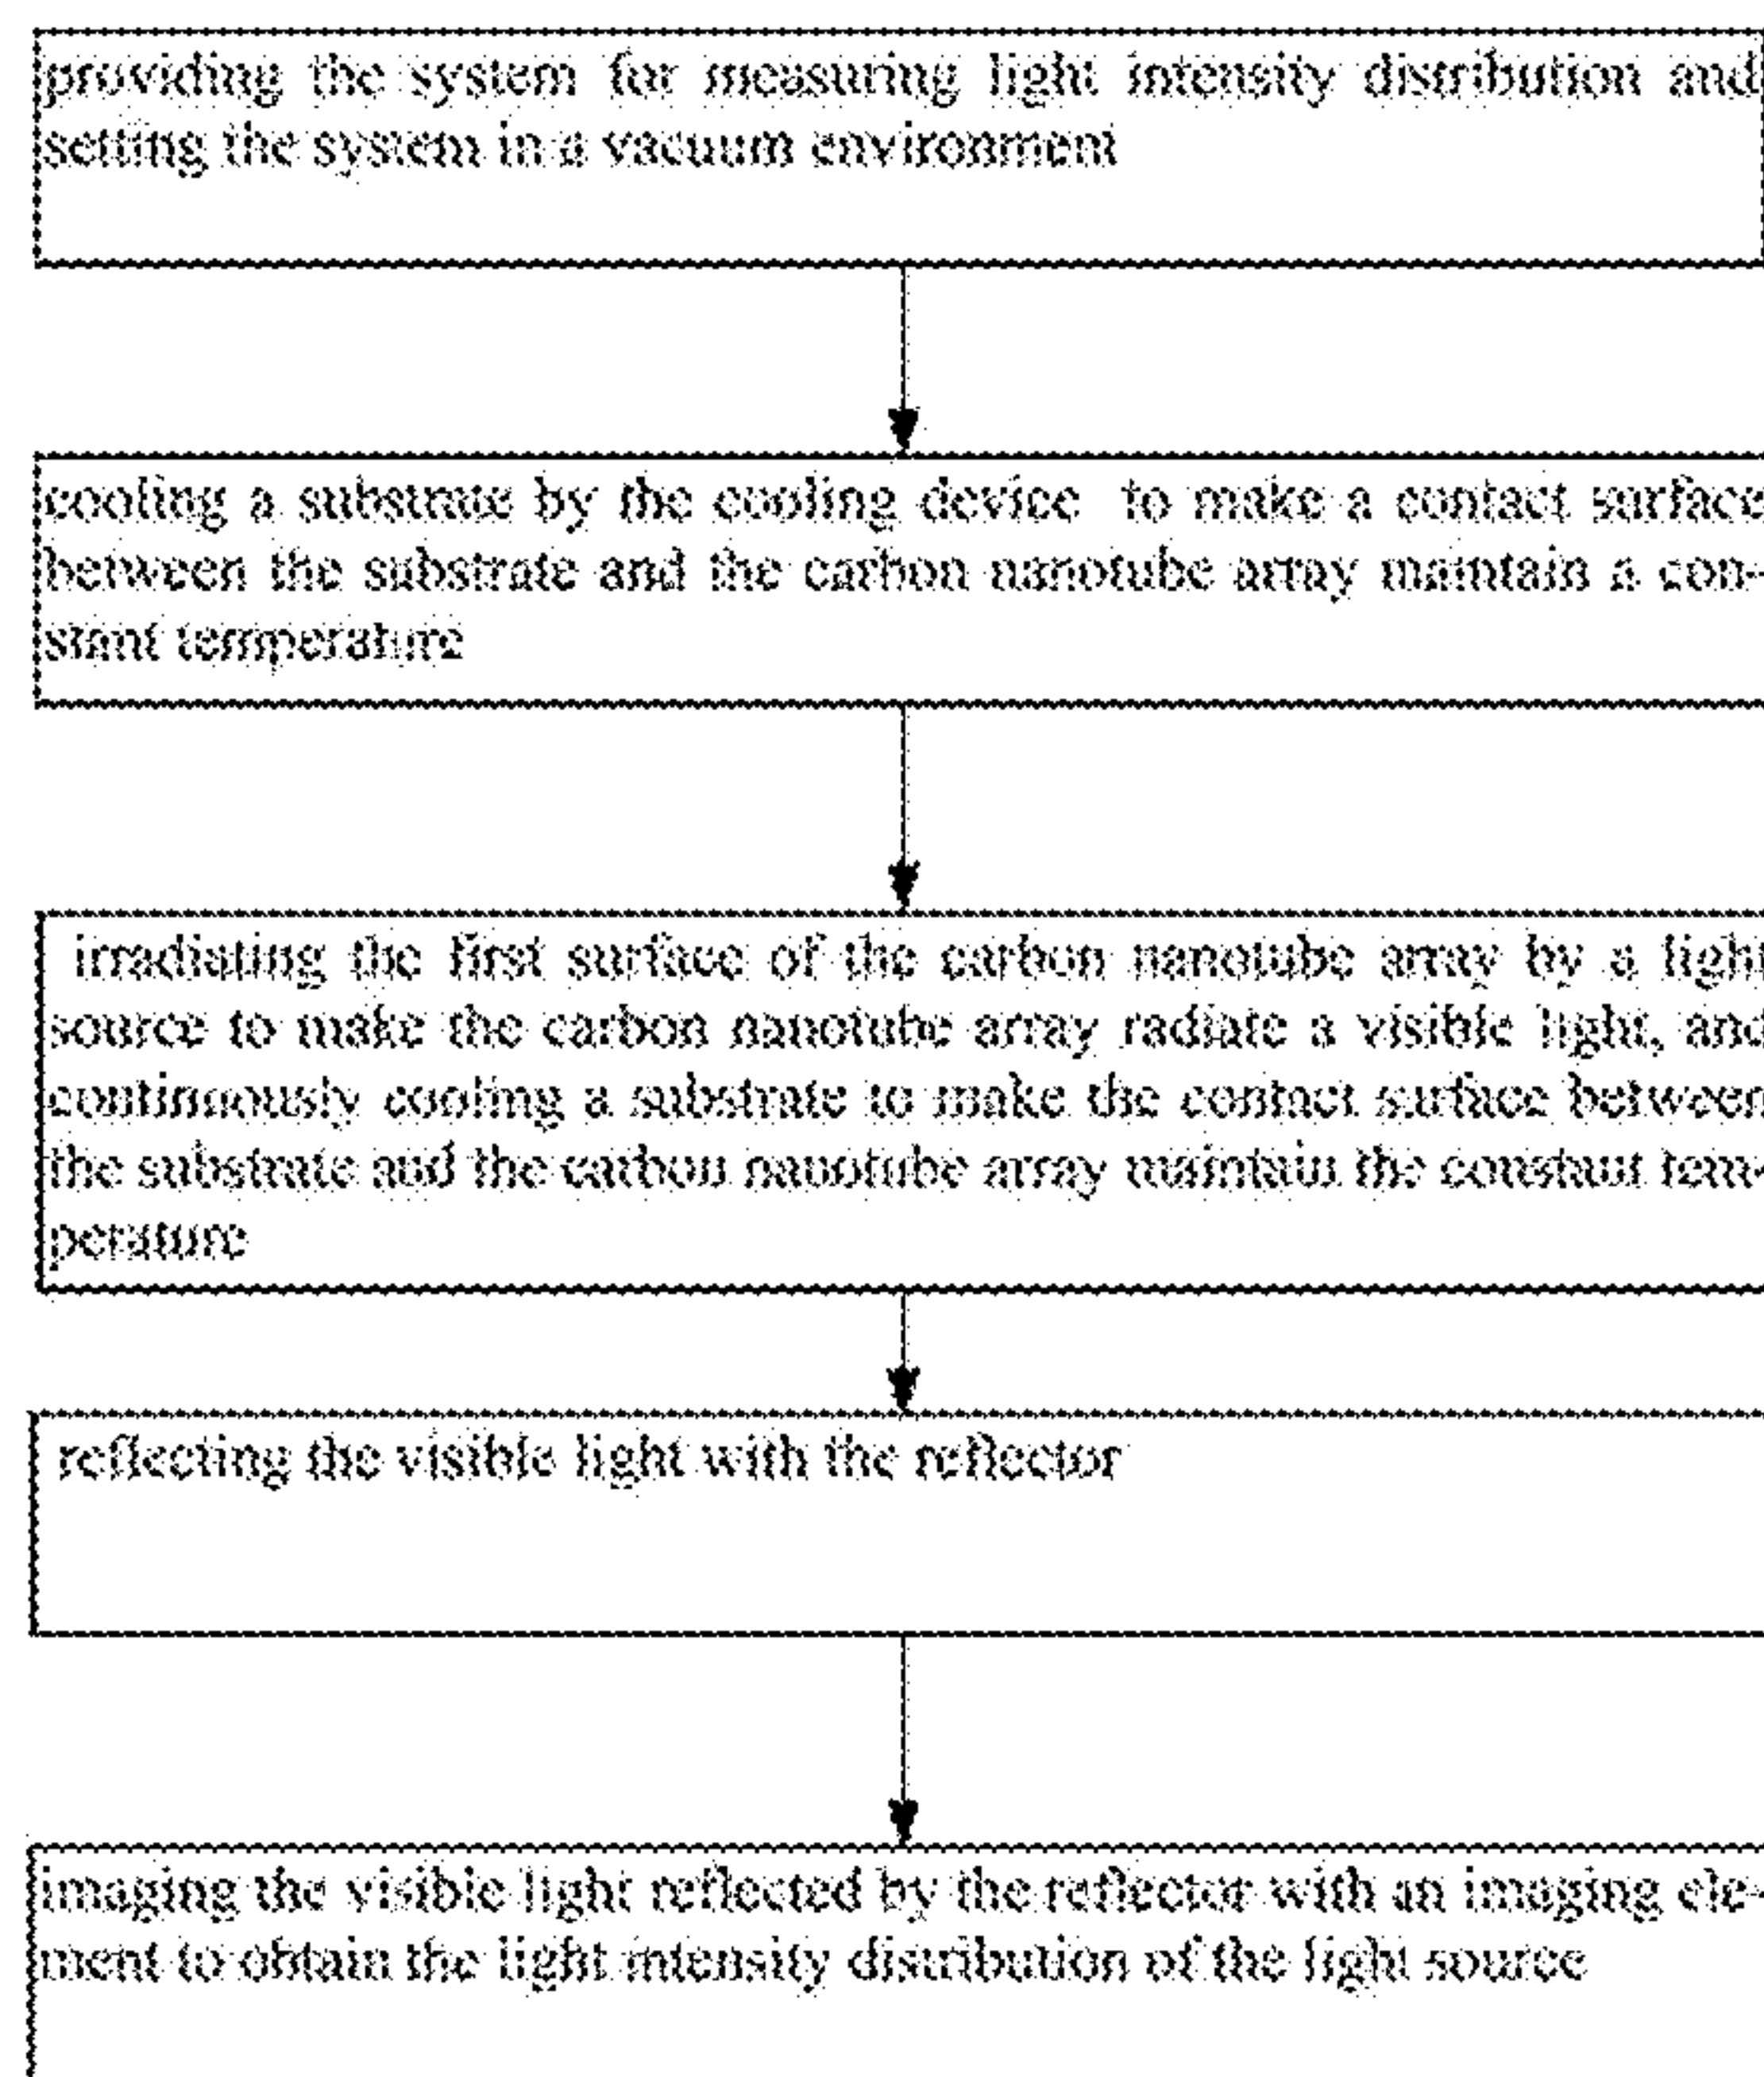 providing the system for measuring light intensity distribution and
setting the system in a vacuum environment
cooling a substrate by the cooling device to make a contact surface
between the substrate and the carbon nanotube array maintain a con-
stant temperature
irradiating the first surface of the carbon nanotube array by a light
source to make the carbon nanotube array radiate a visible light, and
continuously cooling a substrate to make the contact surface between
the substrate and the carbon nanotube array maintain the constant tem-
perature
reflecting the visible light with the reflector
imaging the visible light reflected by the reflector with an imaging ele-
ment to obtain the light intensity distribution of the light source